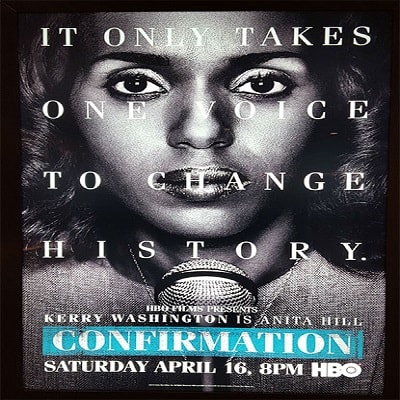 IT ONLY TAKES
ONE VOICE
TO CHANGE
HISTORY.
HBO FILMS PRESENTS
KERRY WASHINGTON IS ANITA HILL
CONFIRMATION
SATURDAY APRIL 16, 8PM HBO